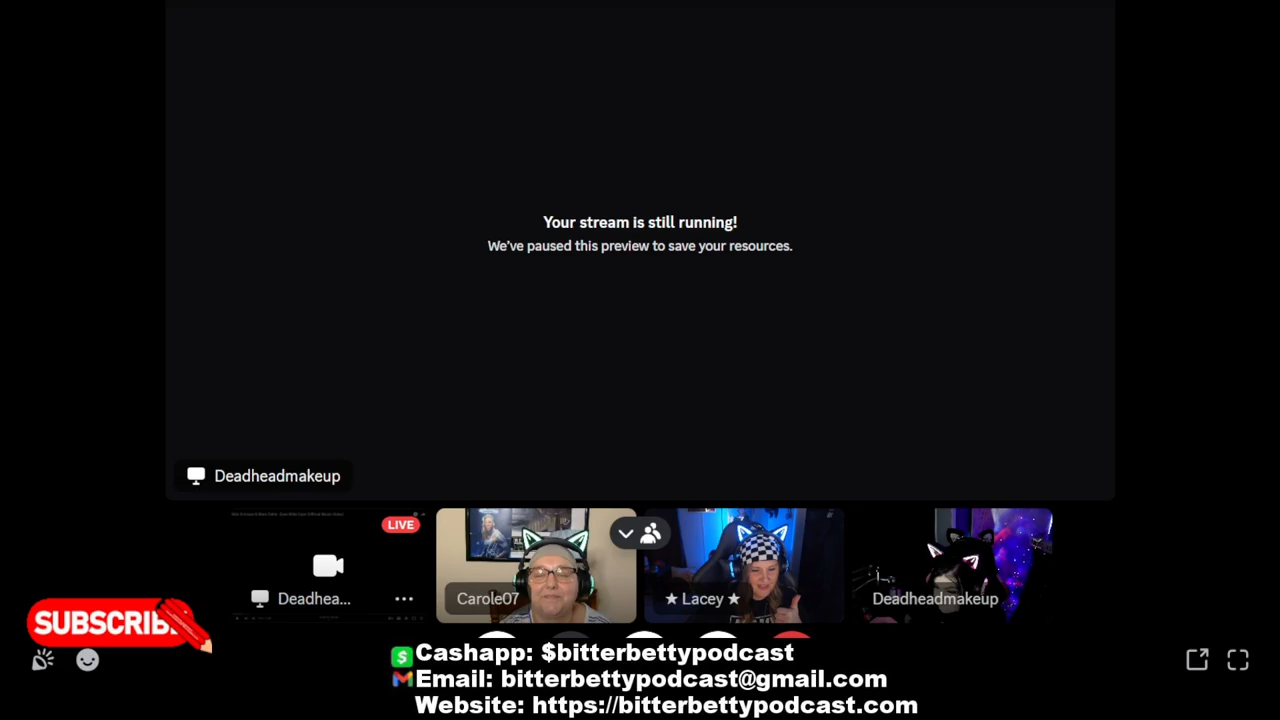 Your stream is still running!
We've paused this preview to save your resources.
Deadheadmakeup
LIVE
Deadhea...
Carole07
★ Lacey ★
Deadheadmakeup
SUBSCRIB
$ Cashapp: $bitterbettypodcast
Email: bitterbettypodcast@gmail.com
Website: https://bitterbettypodcast.com